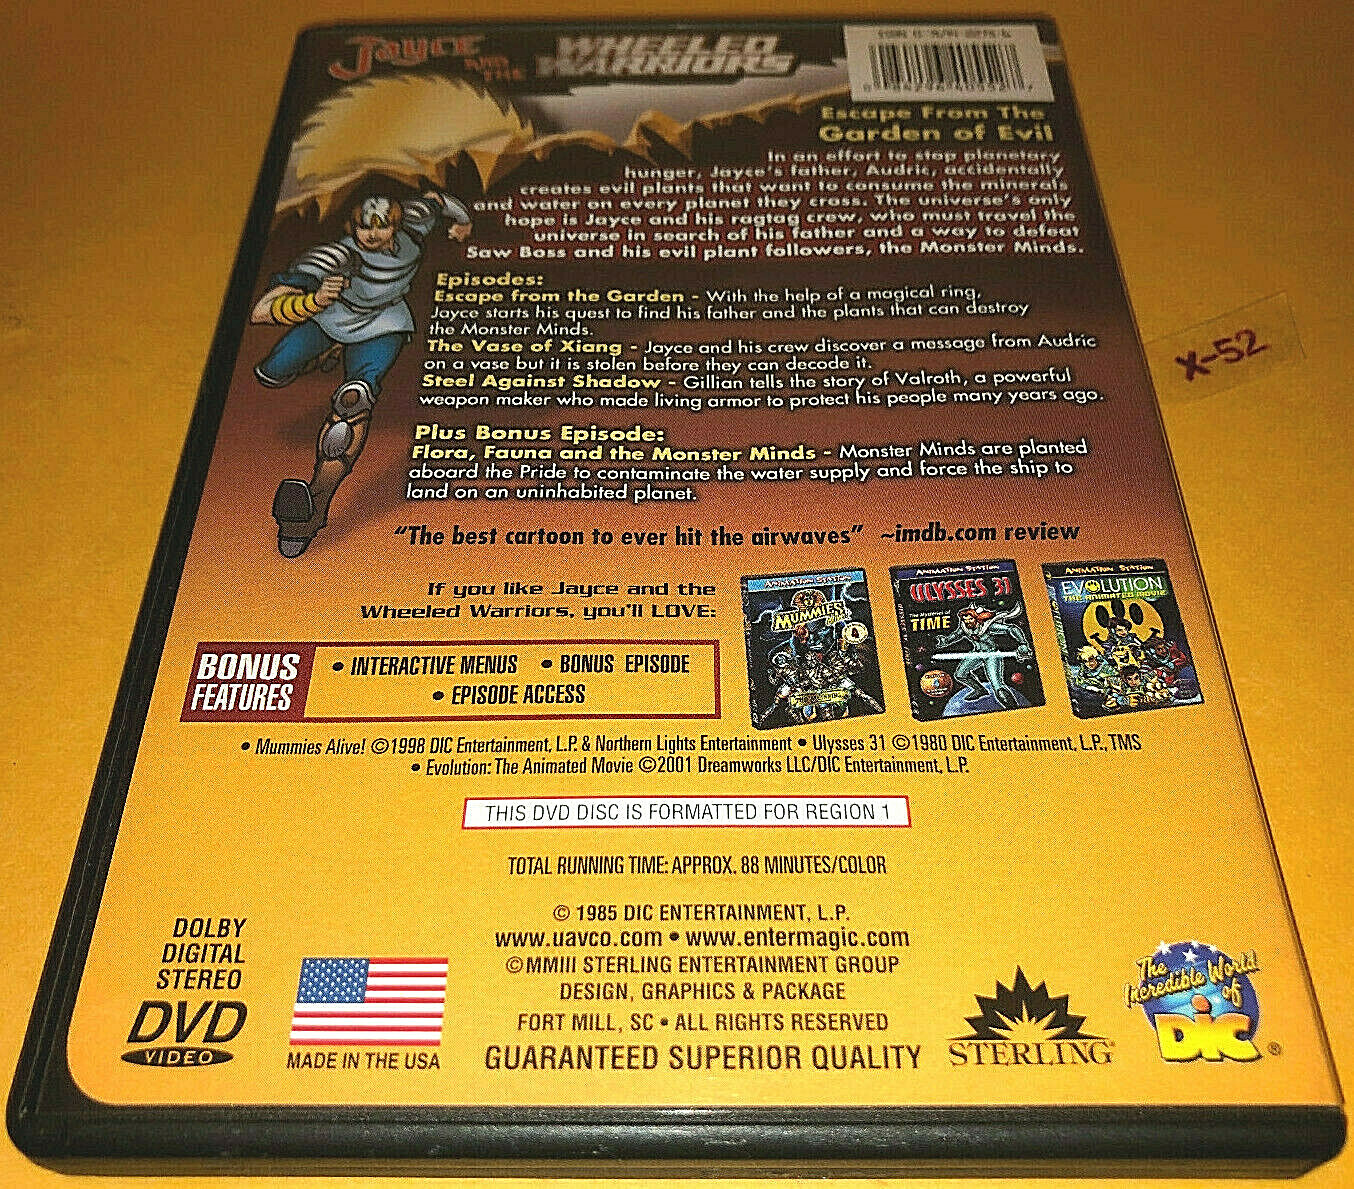 Jayce AND THE WHEELED WARRIORS
Escape From The
Garden of Evil
In an effort to stop planetary
hunger, Jayce's father, Audric, accidentally
creates evil plants that want to consume the minerals
and water on every planet they cross. The universe's only
hope is Jayce and his ragtag crew, who must travel the
universe in search of his father and a way to defeat
Saw Boss and his evil plant followers, the Monster Minds.
Episodes:
Escape from the Garden - With the help of a magical ring,
Jayce starts his quest to find his father and the plants that can destroy
the Monster Minds.
The Vase of Xiang - Jayce and his crew discover a message from Audric
on a vase but it is stolen before they can decode it.
Steel Against Shadow - Gillian tells the story of Valroth, a powerful
weapon maker who made living armor to protect his people many years ago.
X-52
Plus Bonus Episode:
Flora, Fauna and the Monster Minds - Monster Minds are planted
aboard the Pride to contaminate the water supply and force the ship to
land on an uninhabited planet.
"The best cartoon to ever hit the airwaves" ~imdb.com review
If you like Jayce and the
Wheeled Warriors, you'll LOVE:
ANIMATION STATION
MUMMIES
ANIMATION STATION
ULYSSES 31
The Mysteries of
TIME
ANIMATION STATION
EVOLUTION
THE ANIMATED MOVIE
BONUS
FEATURES
• INTERACTIVE MENUS • BONUS EPISODE
• EPISODE ACCESS
• Mummies Alive! ©1998 DIC Entertainment, L.P. & Northern Lights Entertainment • Ulysses 31 ©1980 DIC Entertainment, L.P., TMS
• Evolution: The Animated Movie ©2001 Dreamworks LLC/DIC Entertainment, L.P.
THIS DVD DISC IS FORMATTED FOR REGION 1
TOTAL RUNNING TIME: APPROX. 88 MINUTES/COLOR
© 1985 DIC ENTERTAINMENT, L.P.
www.uavco.com • www.entermagic.com
©MMIII STERLING ENTERTAINMENT GROUP
DESIGN, GRAPHICS & PACKAGE
FORT MILL, SC • ALL RIGHTS RESERVED
GUARANTEED SUPERIOR QUALITY
DOLBY
DIGITAL
STEREO
DVD
VIDEO
MADE IN THE USA
STERLING
The
Incredible World
of
DiC ®